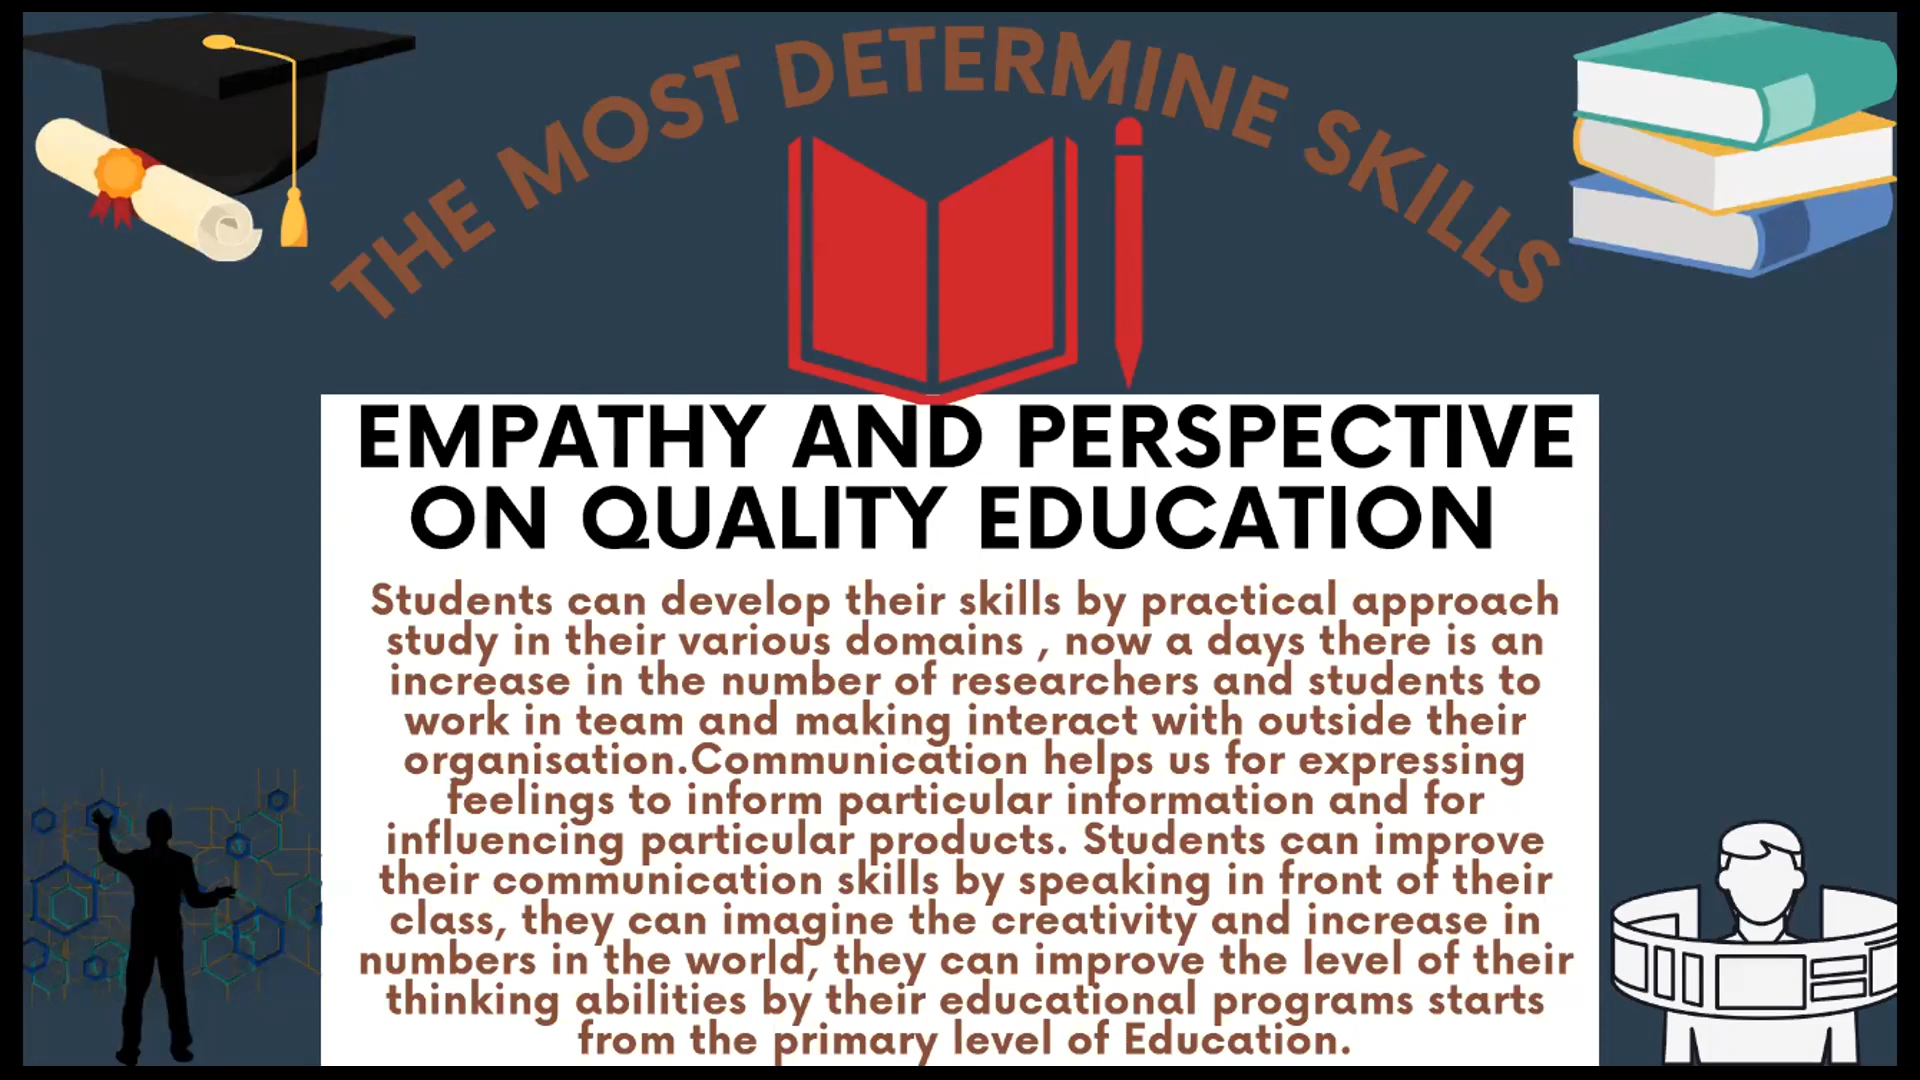 THE MOST DETERMINE SKILLS
EMPATHY AND PERSPECTIVE
ON QUALITY EDUCATION
Students can develop their skills by practical approach
study in their various domains , now a days there is an
increase in the number of researchers and students to
work in team and making interact with outside their
organisation.Communication helps us for expressing
feelings to inform particular information and for
influencing particular products. Students can improve
their communication skills by speaking in front of their
class, they can imagine the creativity and increase in
numbers in the world, they can improve the level of their
thinking abilities by their educational programs starts
from the primary level of Education.